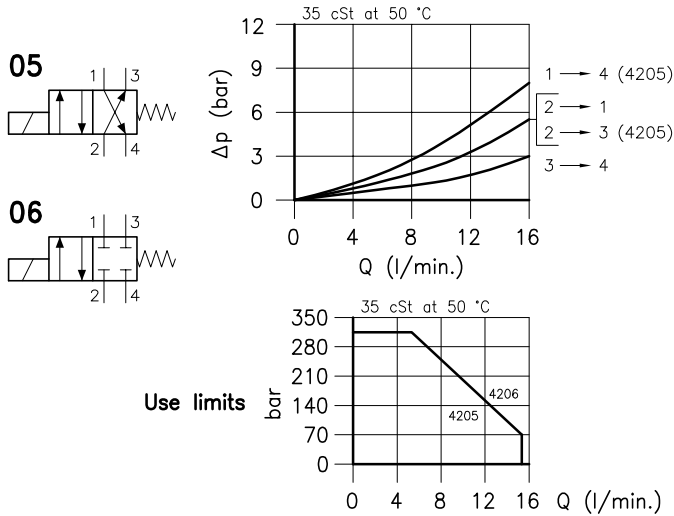 05
1 3
2 4
06
1 3
2 4
35 cSt at 50 °C
Δp (bar)
12
9
6
3
0
0 4 8 12 16
Q (l/min.)
1 → 4 (4205)
2 → 1
2 → 3 (4205)
3 → 4
Use limits
35 cSt at 50 °C
bar
350
280
210
140
70
0
4206
4205
0 4 8 12 16 Q (l/min.)